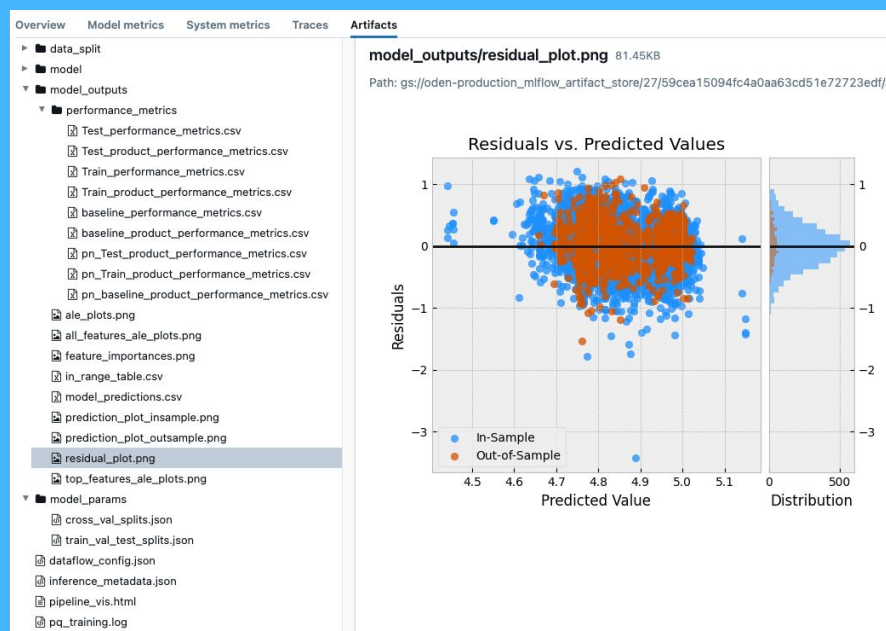 Overview Model metrics System metrics Traces Artifacts
data_split
model
model_outputs
performance_metrics
Test_performance_metrics.csv
Test_product_performance_metrics.csv
Train_performance_metrics.csv
Train_product_performance_metrics.csv
baseline_performance_metrics.csv
baseline_product_performance_metrics.csv
pn_Test_product_performance_metrics.csv
pn_Train_product_performance_metrics.csv
pn_baseline_product_performance_metrics.csv
ale_plots.png
all_features_ale_plots.png
feature_importances.png
in_range_table.csv
model_predictions.csv
prediction_plot_insample.png
prediction_plot_outsample.png
residual_plot.png
top_features_ale_plots.png
model_params
cross_val_splits.json
train_val_test_splits.json
dataflow_config.json
inference_metadata.json
pipeline_vis.html
pq_training.log
model_outputs/residual_plot.png 81.45KB
Path: gs://oden-production_mlflow_artifact_store/27/59cea15094fc4a0aa63cd51e72723edf/
Residuals vs. Predicted Values
1 1
0 0
−1 −1
−2 −2
−3 −3
Residuals
In-Sample
Out-of-Sample
4.5 4.6 4.7 4.8 4.9 5.0 5.1 0 500
Predicted Value Distribution